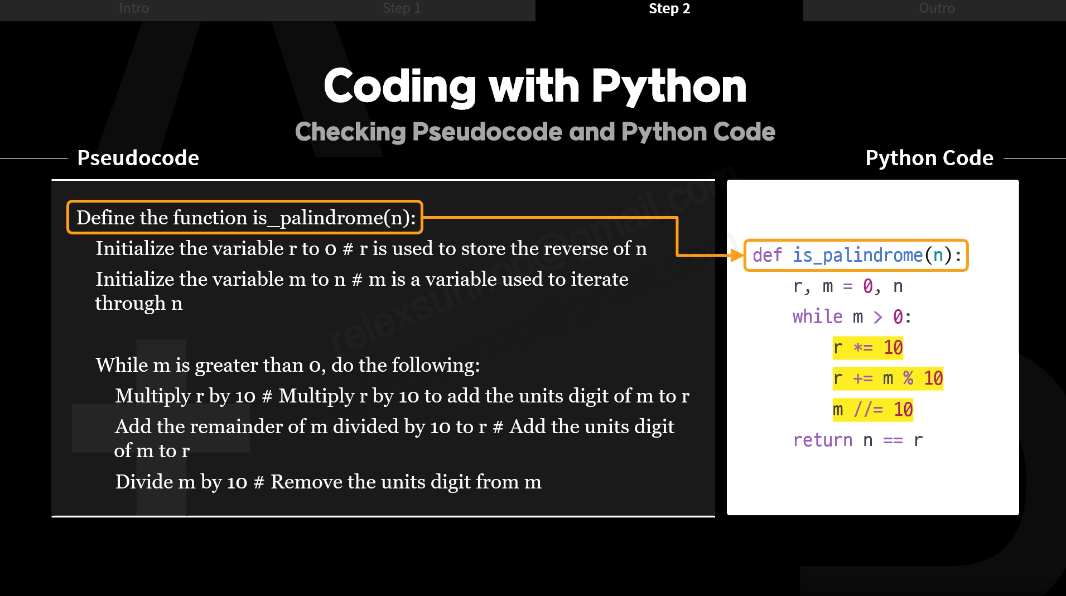 Intro
Step 1
Step 2
Outro
Coding with Python
Checking Pseudocode and Python Code
Pseudocode
Python Code
Define the function is_palindrome(n):
Initialize the variable r to 0 # r is used to store the reverse of n
Initialize the variable m to n # m is a variable used to iterate
through n
While m is greater than 0, do the following:
Multiply r by 10 # Multiply r by 10 to add the units digit of m to r
Add the remainder of m divided by 10 to r # Add the units digit
of m to r
Divide m by 10 # Remove the units digit from m
def is_palindrome(n):
r, m = 0, n
while m > 0:
r *= 10
r += m % 10
m //= 10
return n == r